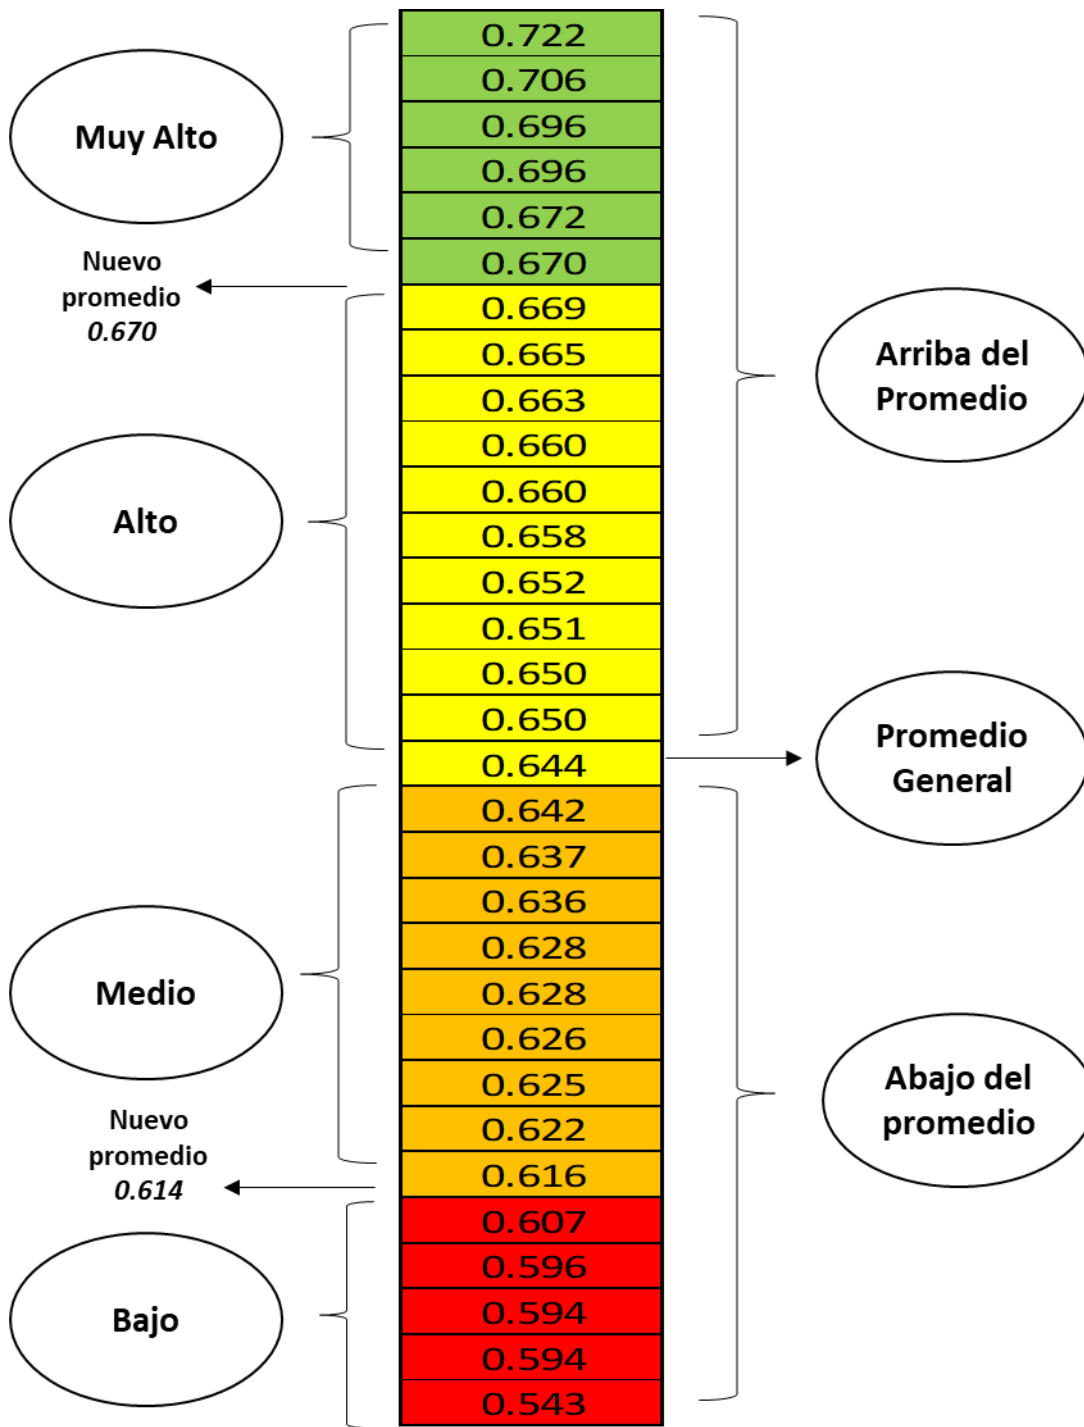 Muy Alto
Nuevo
promedio
0.670
Alto
Medio
Nuevo
promedio
0.614
Bajo
0.722
0.706
0.696
0.696
0.672
0.670
0.669
0.665
0.663
0.660
0.660
0.658
0.652
0.651
0.650
0.650
0.644
0.642
0.637
0.636
0.628
0.628
0.626
0.625
0.622
0.616
0.607
0.596
0.594
0.594
0.543
Arriba del
Promedio
Promedio
General
Abajo del
promedio